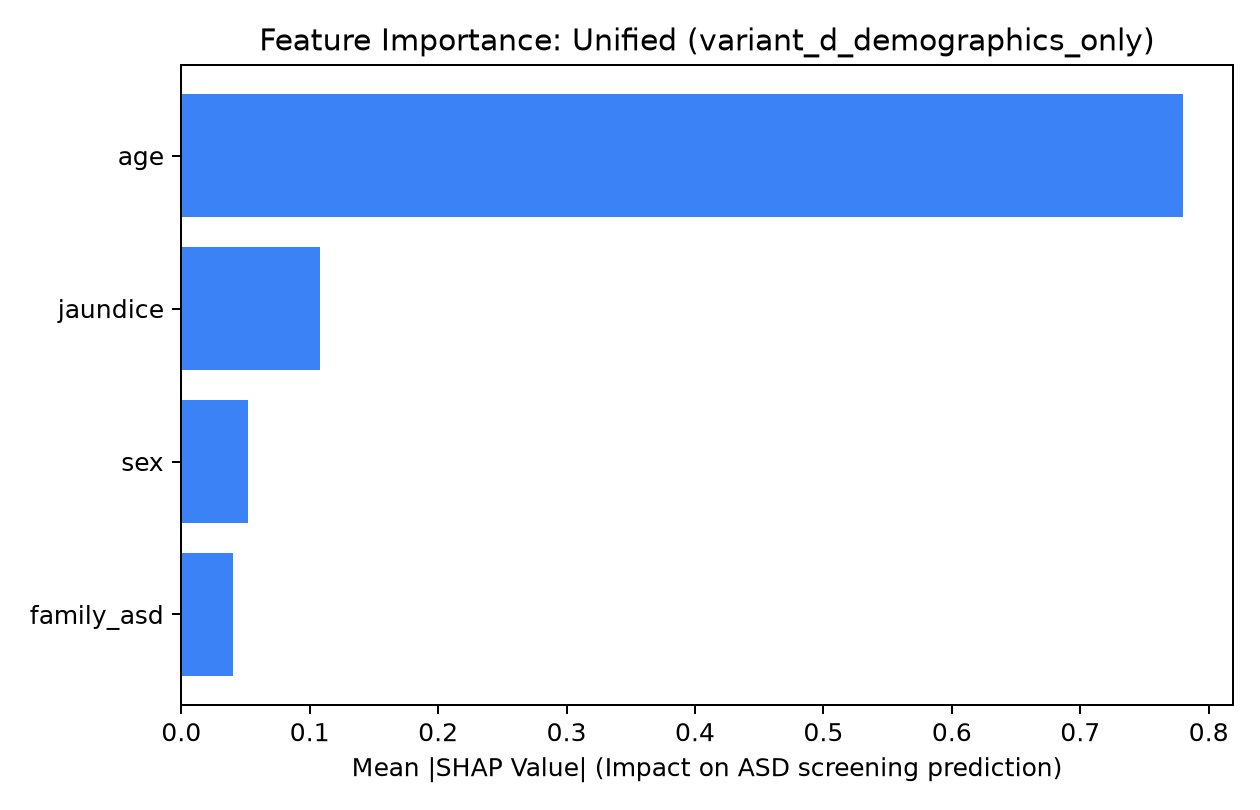 Feature Importance: Unified (variant_d_demographics_only)
age
jaundice
sex
family_asd
0.0 0.1 0.2 0.3 0.4 0.5 0.6 0.7 0.8
Mean |SHAP Value| (Impact on ASD screening prediction)